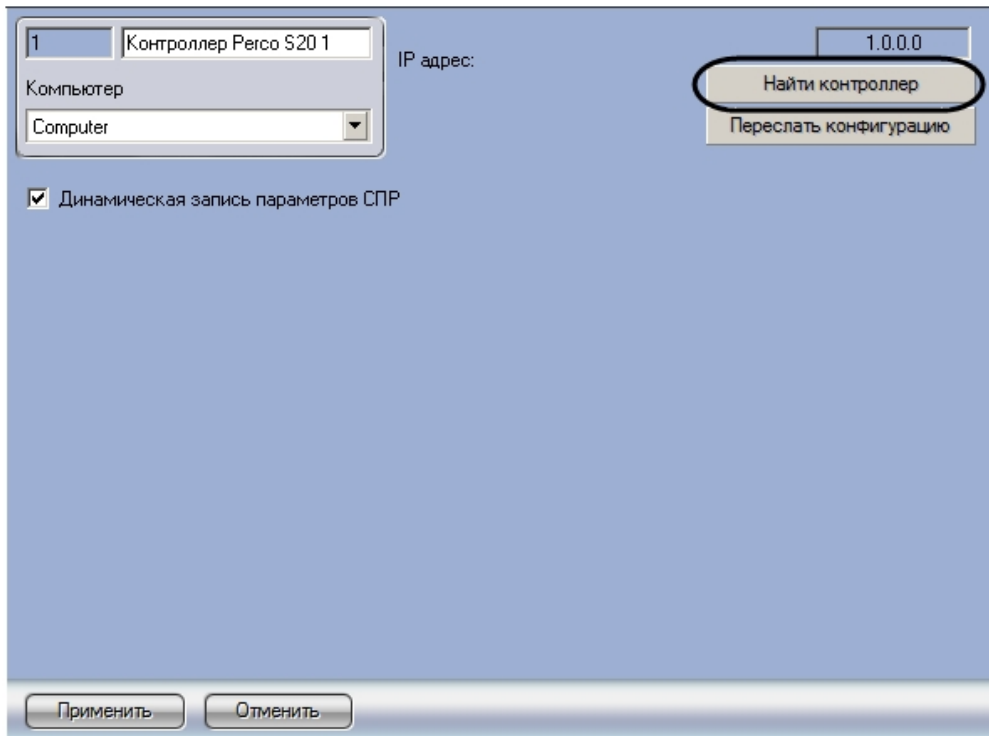 1
Контроллер Perco S20 1
Компьютер
Computer
IP адрес:
1.0.0.0
Найти контроллер
Переслать конфигурацию
Динамическая запись параметров СПР
Применить
Отменить